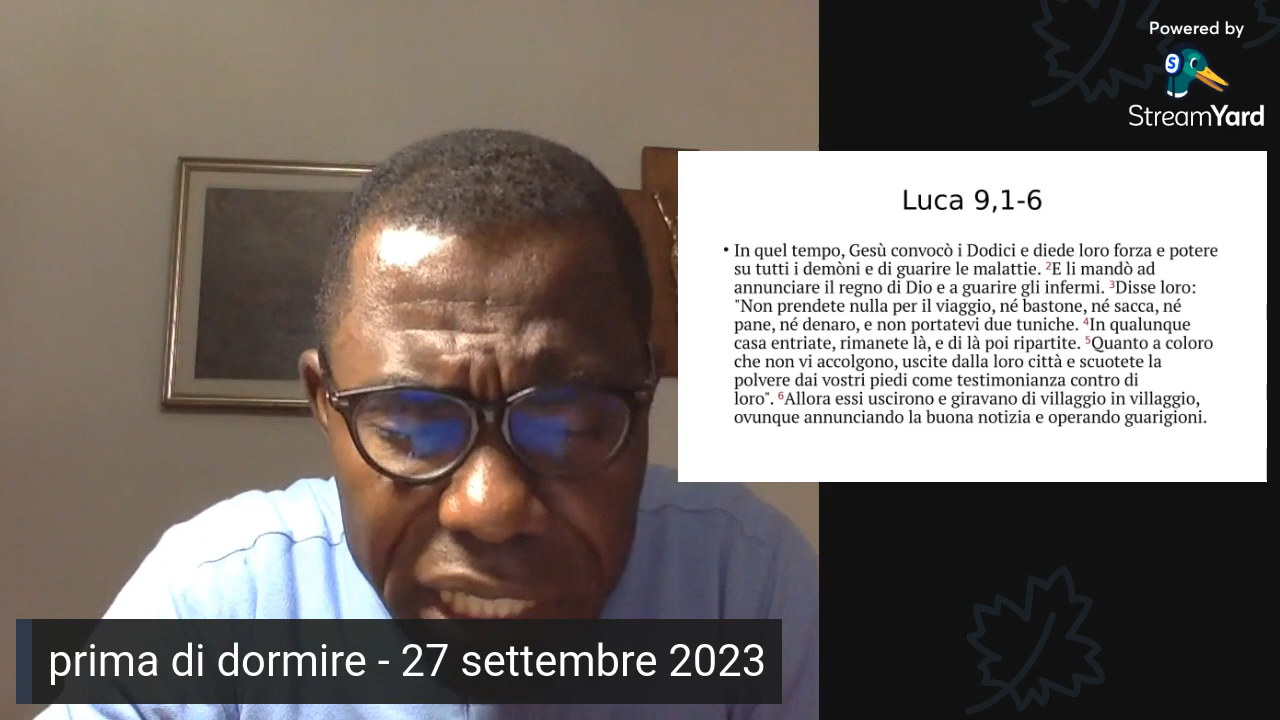 Powered by
S
StreamYard
Luca 9,1-6
• In quel tempo, Gesù convocò i Dodici e diede loro forza e potere
su tutti i demòni e di guarire le malattie. ²E li mandò ad
annunciare il regno di Dio e a guarire gli infermi. ³Disse loro:
"Non prendete nulla per il viaggio, né bastone, né sacca, né
pane, né denaro, e non portatevi due tuniche. ⁴In qualunque
casa entriate, rimanete là, e di là poi ripartite. ⁵Quanto a coloro
che non vi accolgono, uscite dalla loro città e scuotete la
polvere dai vostri piedi come testimonianza contro di
loro". ⁶Allora essi uscirono e giravano di villaggio in villaggio,
ovunque annunciando la buona notizia e operando guarigioni.
prima di dormire - 27 settembre 2023